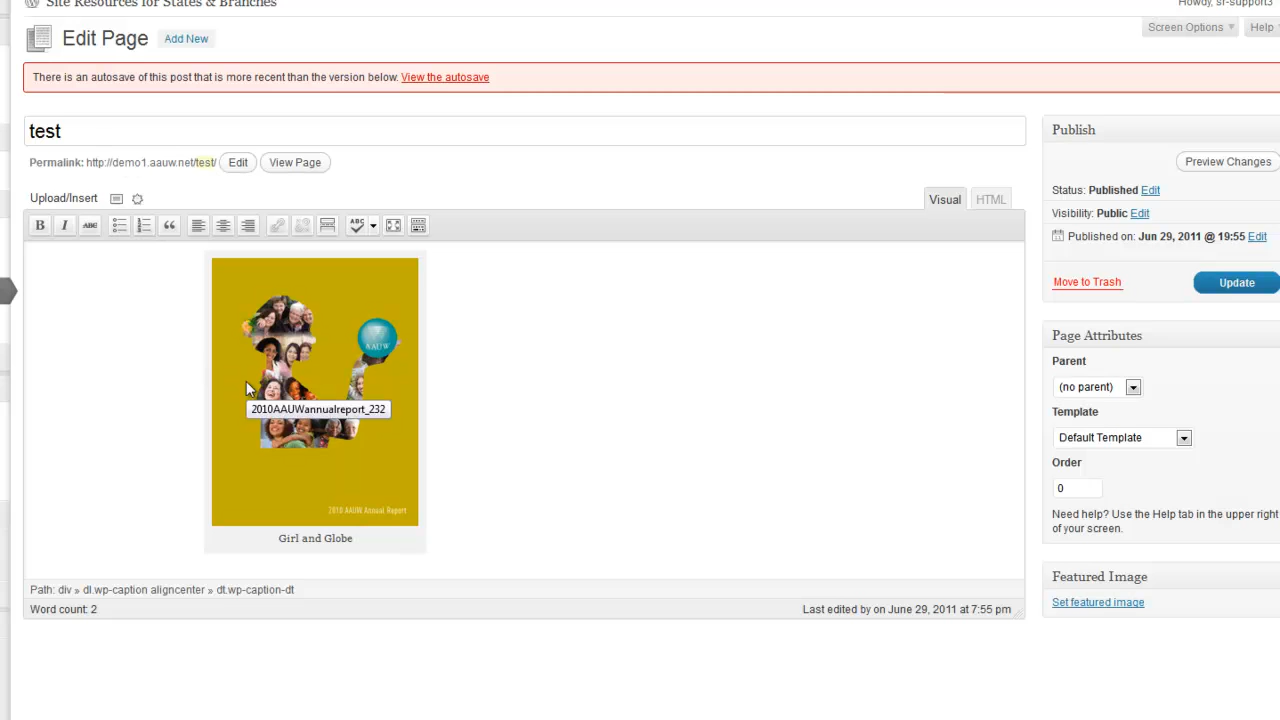 Site Resources for States & Branches
Howdy, sr-support3
Screen Options
Help
Edit Page
Add New
There is an autosave of this post that is more recent than the version below. View the autosave
test
Permalink: http://demo1.aauw.net/test/ Edit View Page
Upload/Insert
Visual
HTML
B I ABC ABC
AAUW
2010AAUWannualreport_232
2010 AAUW Annual Report
Girl and Globe
Path: div » dl.wp-caption aligncenter » dt.wp-caption-dt
Word count: 2
Last edited by on June 29, 2011 at 7:55 pm
Publish
Preview Changes
Status: Published Edit
Visibility: Public Edit
Published on: Jun 29, 2011 @ 19:55 Edit
Move to Trash
Update
Page Attributes
Parent
(no parent)
Template
Default Template
Order
0
Need help? Use the Help tab in the upper right
of your screen.
Featured Image
Set featured image